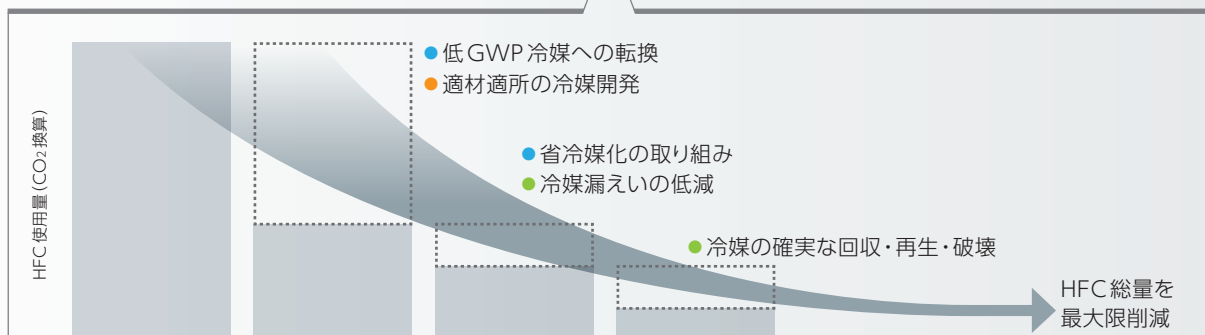 低GWP冷媒への転換
適材適所の冷媒開発
省冷媒化の取り組み
冷媒漏えいの低減
冷媒の確実な回収・再生・破壊
HFC使用量(CO2換算)
HFC総量を
最大限削減